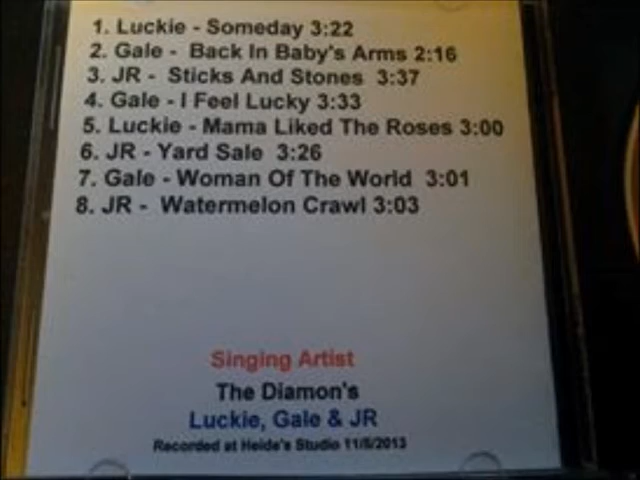 1. Luckie - Someday 3:22
2. Gale - Back In Baby's Arms 2:16
3. JR - Sticks And Stones 3:37
4. Gale - I Feel Lucky 3:33
5. Luckie - Mama Liked The Roses 3:00
6. JR - Yard Sale 3:26
7. Gale - Woman Of The World 3:01
8. JR - Watermelon Crawl 3:03
Singing Artist
The Diamon's
Luckie, Gale & JR
Recorded at Heide's Studio 11/5/2013